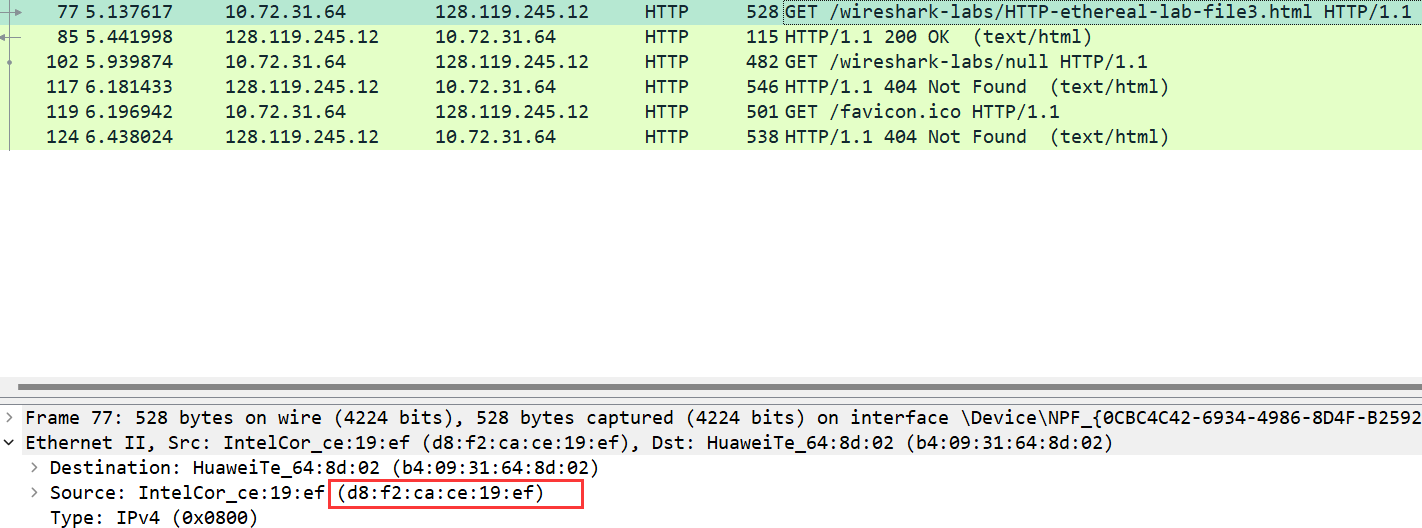 77 5.137617 10.72.31.64 128.119.245.12 HTTP 528 GET /wireshark-labs/HTTP-ethereal-lab-file3.html HTTP/1.1
85 5.441998 128.119.245.12 10.72.31.64 HTTP 115 HTTP/1.1 200 OK (text/html)
102 5.939874 10.72.31.64 128.119.245.12 HTTP 482 GET /wireshark-labs/null HTTP/1.1
117 6.181433 128.119.245.12 10.72.31.64 HTTP 546 HTTP/1.1 404 Not Found (text/html)
119 6.196942 10.72.31.64 128.119.245.12 HTTP 501 GET /favicon.ico HTTP/1.1
124 6.438024 128.119.245.12 10.72.31.64 HTTP 538 HTTP/1.1 404 Not Found (text/html)
Frame 77: 528 bytes on wire (4224 bits), 528 bytes captured (4224 bits) on interface \Device\NPF_{0CBC4C42-6934-4986-8D4F-B2592
Ethernet II, Src: IntelCor_ce:19:ef (d8:f2:ca:ce:19:ef), Dst: HuaweiTe_64:8d:02 (b4:09:31:64:8d:02)
Destination: HuaweiTe_64:8d:02 (b4:09:31:64:8d:02)
Source: IntelCor_ce:19:ef (d8:f2:ca:ce:19:ef)
Type: IPv4 (0x0800)